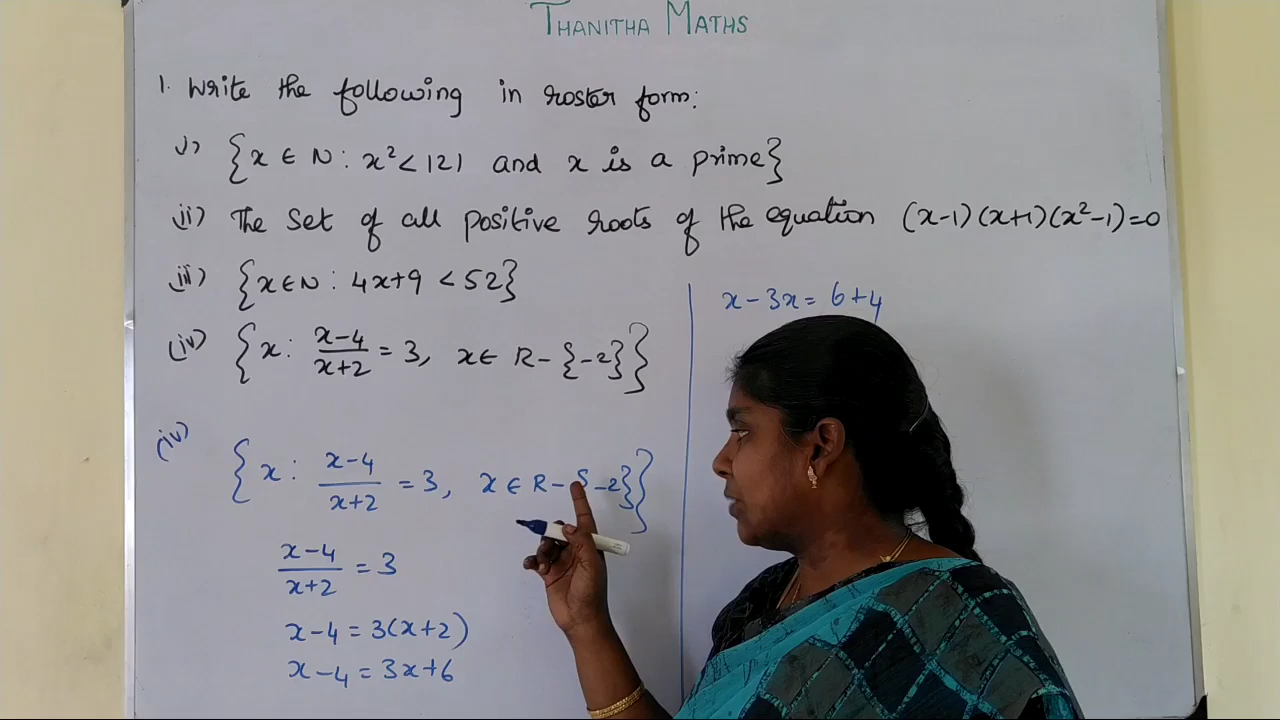 THANITHA MATHS
1. Write the following in roster form:
i) {x ∈ N : x² < 121 and x is a prime}
ii) The set of all positive roots of the equation (x-1)(x+1)(x²-1)=0
iii) {x∈N : 4x+9 < 52}
(iv) {x : (x-4)/(x+2) = 3, x∈ R-{-2}}
(iv) {x : (x-4)/(x+2) = 3, x ∈ R-{-2}}
(x-4)/(x+2) = 3
x-4 = 3(x+2)
x-4 = 3x+6
x-3x = 6+4